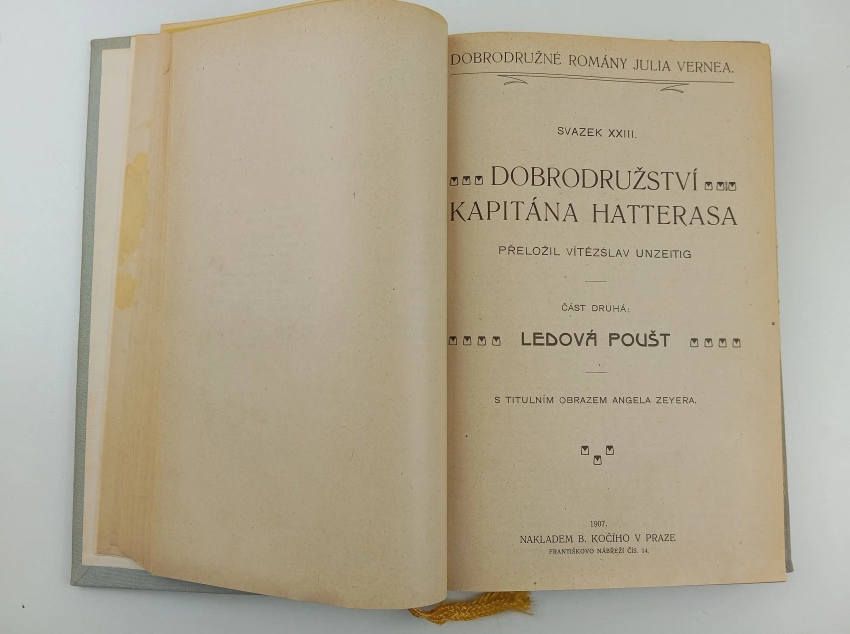 DOBRODRUŽNÉ ROMÁNY JULIA VERNEA.
SVAZEK XXIII.
DOBRODRUŽSTVÍ
KAPITÁNA HATTERASA
PŘELOŽIL VÍTĚZSLAV UNZEITIG
ČÁST DRUHÁ:
LEDOVÁ POUŠT
S TITULNÍM OBRAZEM ANGELA ZEYERA.
1907.
NAKLADEM B. KOČÍHO V PRAZE
FRANTIŠKOVO NÁBŘEŽÍ ČÍS. 14.